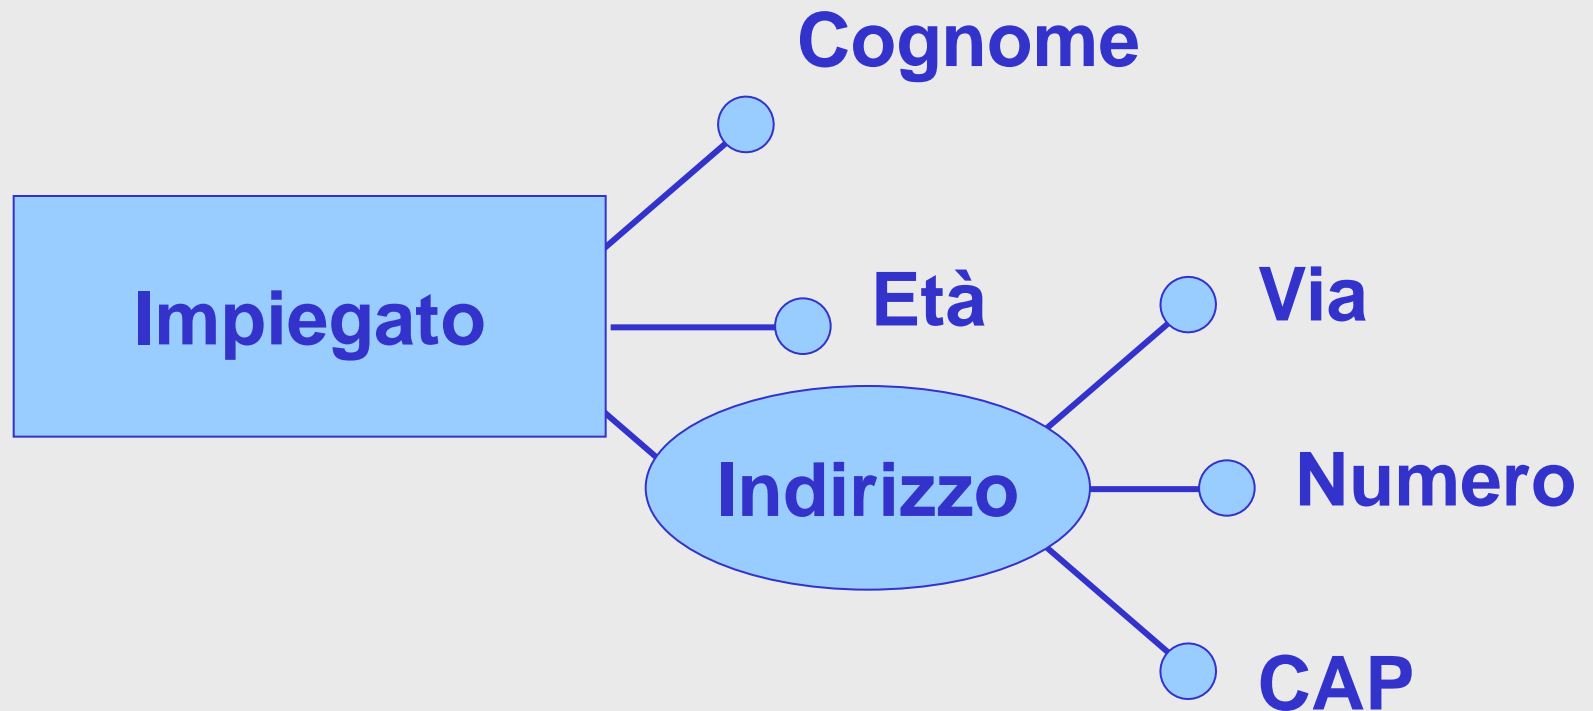 Cognome
Impiegato
Età
Via
Indirizzo
Numero
CAP